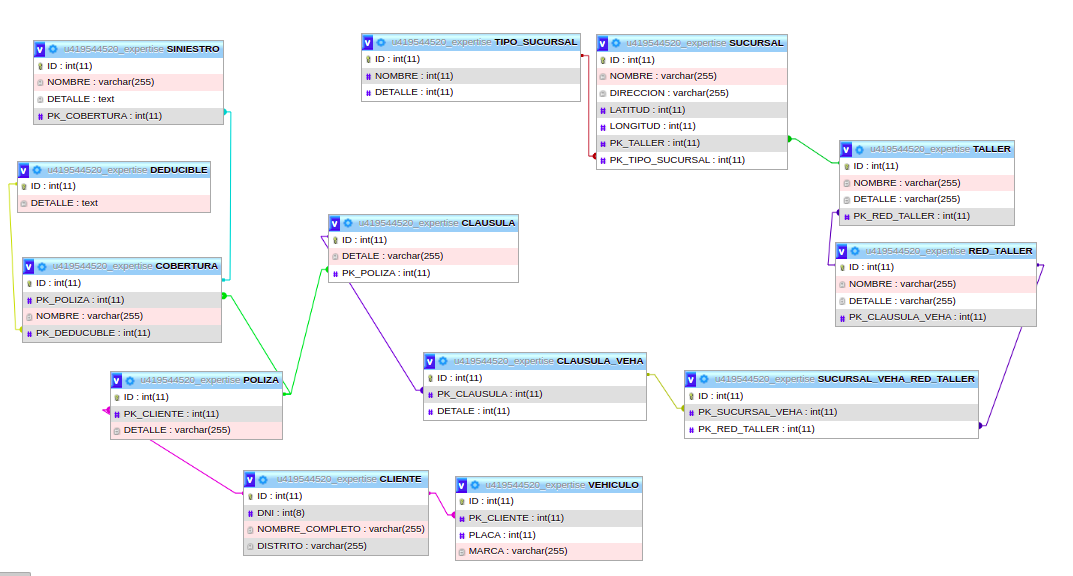 v u419544520_expertise SINIESTRO
ID : int(11)
# NOMBRE : varchar(255)
DETALLE : text
# PK_COBERTURA : int(11)
v u419544520_expertise TIPO_SUCURSAL
ID : int(11)
# NOMBRE : int(11)
# DETALLE : int(11)
v u419544520_expertise SUCURSAL
ID : int(11)
NOMBRE : varchar(255)
DIRECCION : varchar(255)
# LATITUD : int(11)
# LONGITUD : int(11)
# PK_TALLER : int(11)
# PK_TIPO_SUCURSAL : int(11)
v u419544520_expertise TALLER
ID : int(11)
NOMBRE : varchar(255)
DETALLE : varchar(255)
# PK_RED_TALLER : int(11)
v u419544520_expertise DEDUCIBLE
ID : int(11)
DETALLE : text
v u419544520_expertise CLAUSULA
ID : int(11)
DETALE : varchar(255)
# PK_POLIZA : int(11)
v u419544520_expertise RED_TALLER
ID : int(11)
NOMBRE : varchar(255)
DETALLE : varchar(255)
# PK_CLAUSULA_VEHA : int(11)
v u419544520_expertise COBERTURA
ID : int(11)
# PK_POLIZA : int(11)
NOMBRE : varchar(255)
# PK_DEDUCUBLE : int(11)
v u419544520_expertise CLAUSULA_VEHA
ID : int(11)
# PK_CLAUSULA : int(11)
# DETALE : int(11)
v u419544520_expertise SUCURSAL_VEHA_RED_TALLER
ID : int(11)
# PK_SUCURSAL_VEHA : int(11)
# PK_RED_TALLER : int(11)
v u419544520_expertise POLIZA
ID : int(11)
# PK_CLIENTE : int(11)
DETALLE : varchar(255)
v u419544520_expertise CLIENTE
ID : int(11)
# DNI : int(8)
NOMBRE_COMPLETO : varchar(255)
DISTRITO : varchar(255)
v u419544520_expertise VEHICULO
ID : int(11)
# PK_CLIENTE : int(11)
# PLACA : int(11)
MARCA : varchar(255)